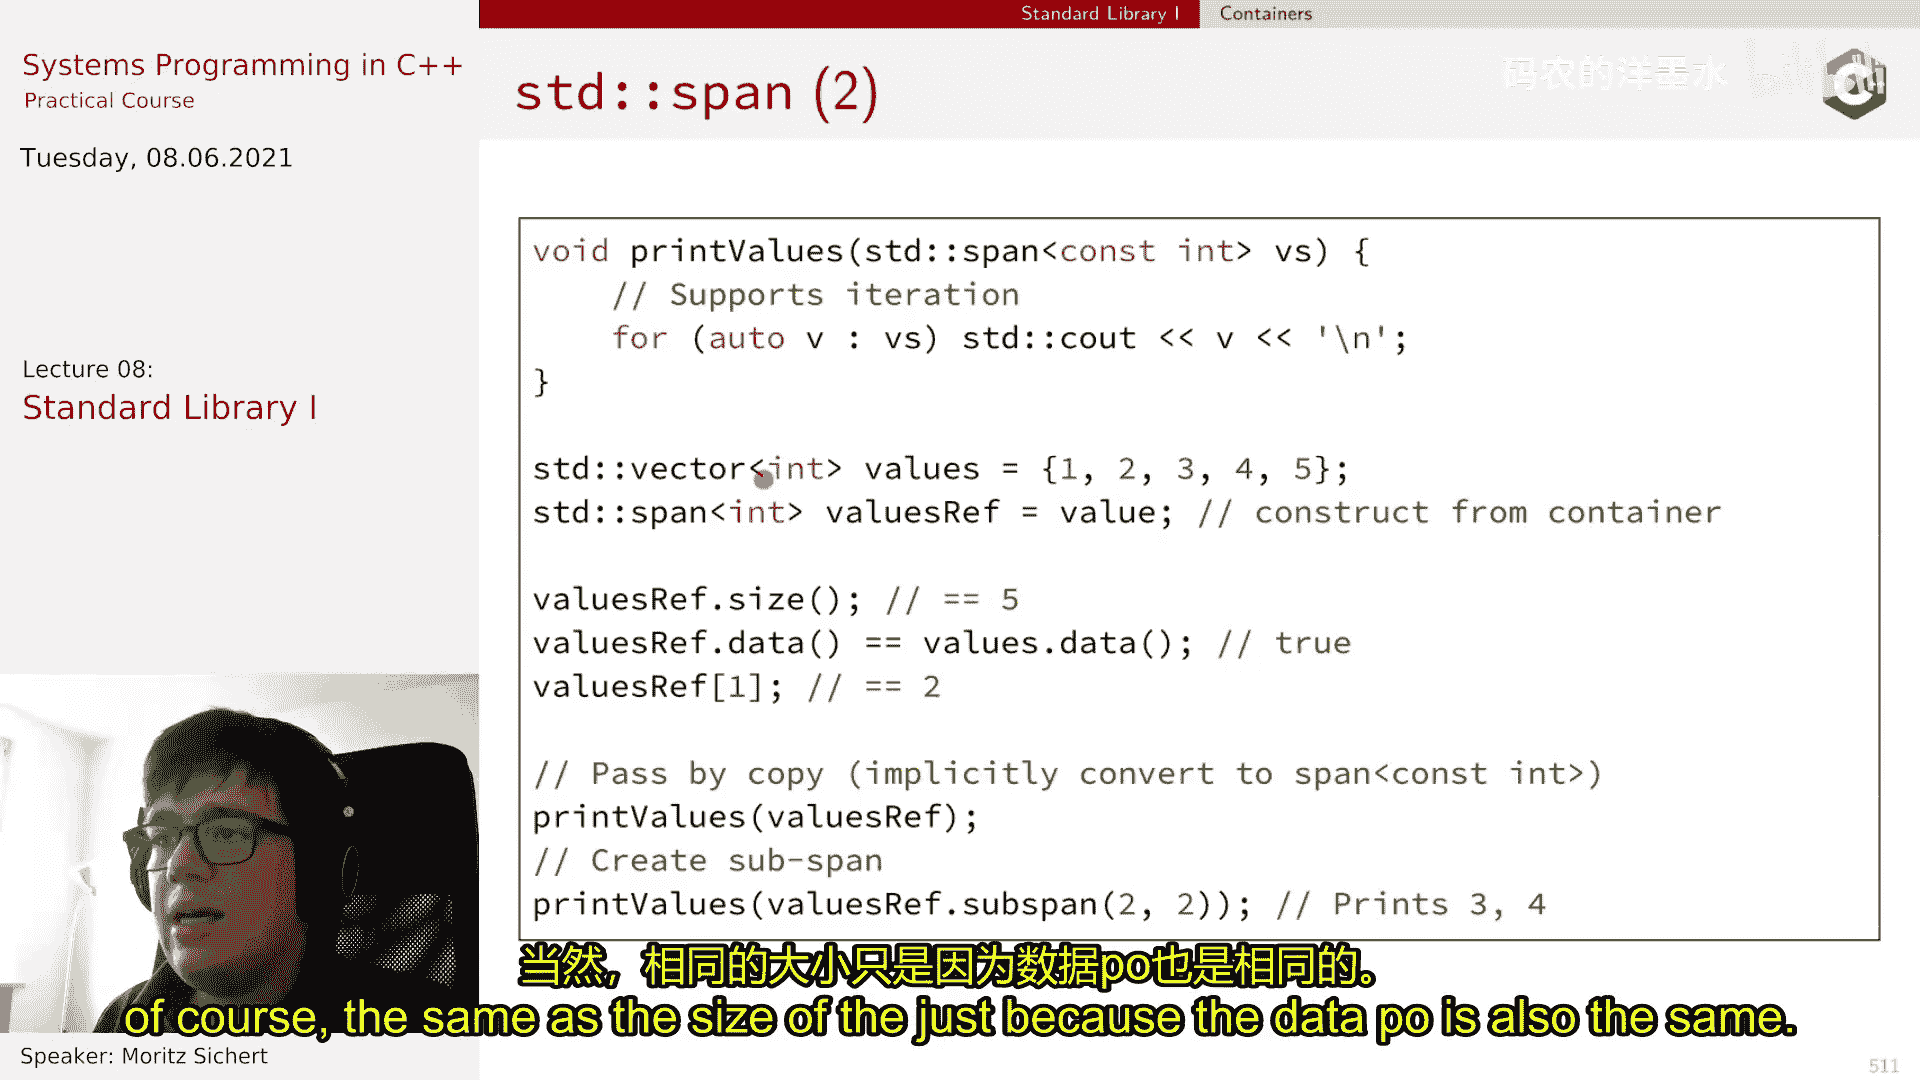 Standard Library I
Containers
Systems Programming in C++
Practical Course
Tuesday, 08.06.2021
Lecture 08:
Standard Library I
std::span (2)
码农的洋墨水
void printValues(std::span<const int> vs) {
    // Supports iteration
    for (auto v : vs) std::cout << v << '\n';
}
std::vector<int> values = {1, 2, 3, 4, 5};
std::span<int> valuesRef = value; // construct from container
valuesRef.size(); // == 5
valuesRef.data() == values.data(); // true
valuesRef[1]; // == 2
// Pass by copy (implicitly convert to span<const int>)
printValues(valuesRef);
// Create sub-span
printValues(valuesRef.subspan(2, 2)); // Prints 3, 4
当然，相同的大小只是因为数据po也是相同的。
of course, the same as the size of the just because the data po is also the same.
Speaker: Moritz Sichert
511